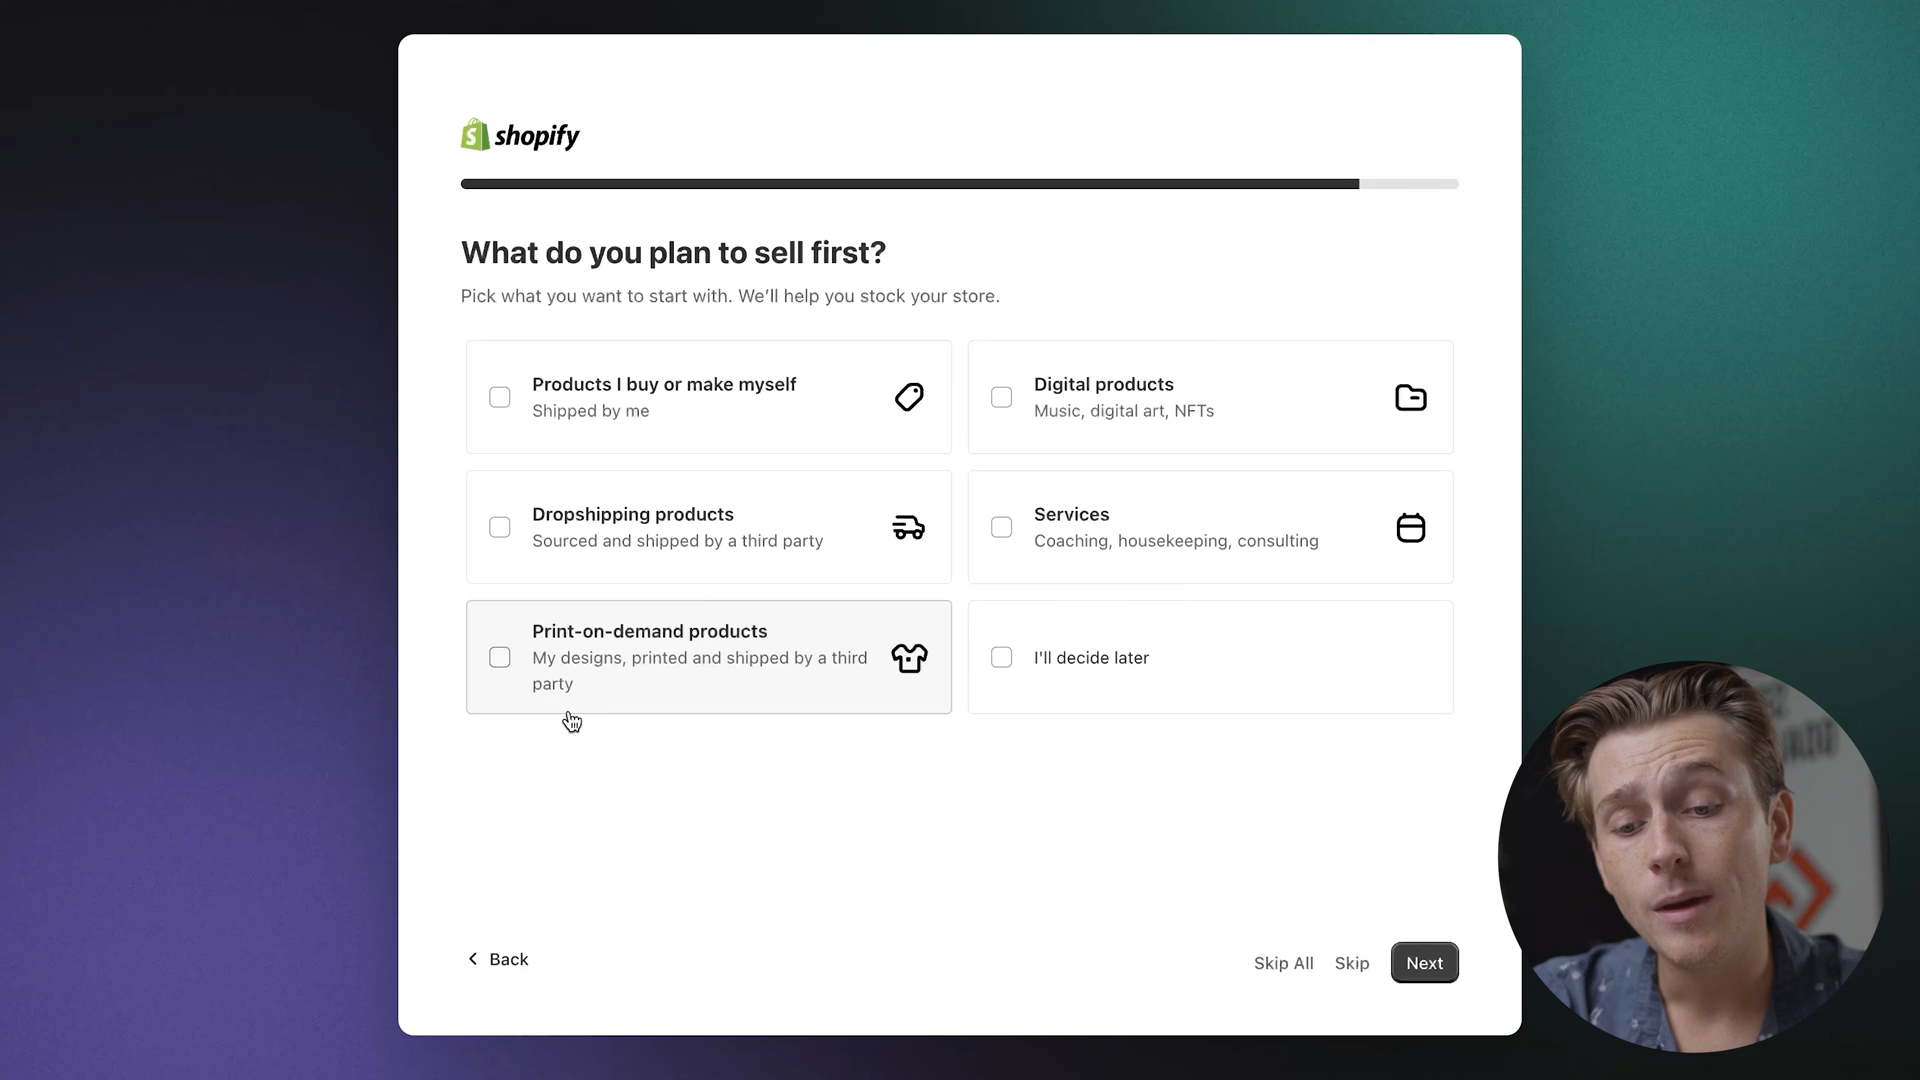 shopify
What do you plan to sell first?
Pick what you want to start with. We’ll help you stock your store.
Products I buy or make myself
Shipped by me
Digital products
Music, digital art, NFTs
Dropshipping products
Sourced and shipped by a third party
Services
Coaching, housekeeping, consulting
Print-on-demand products
My designs, printed and shipped by a third
party
I'll decide later
Back
Skip All
Skip
Next